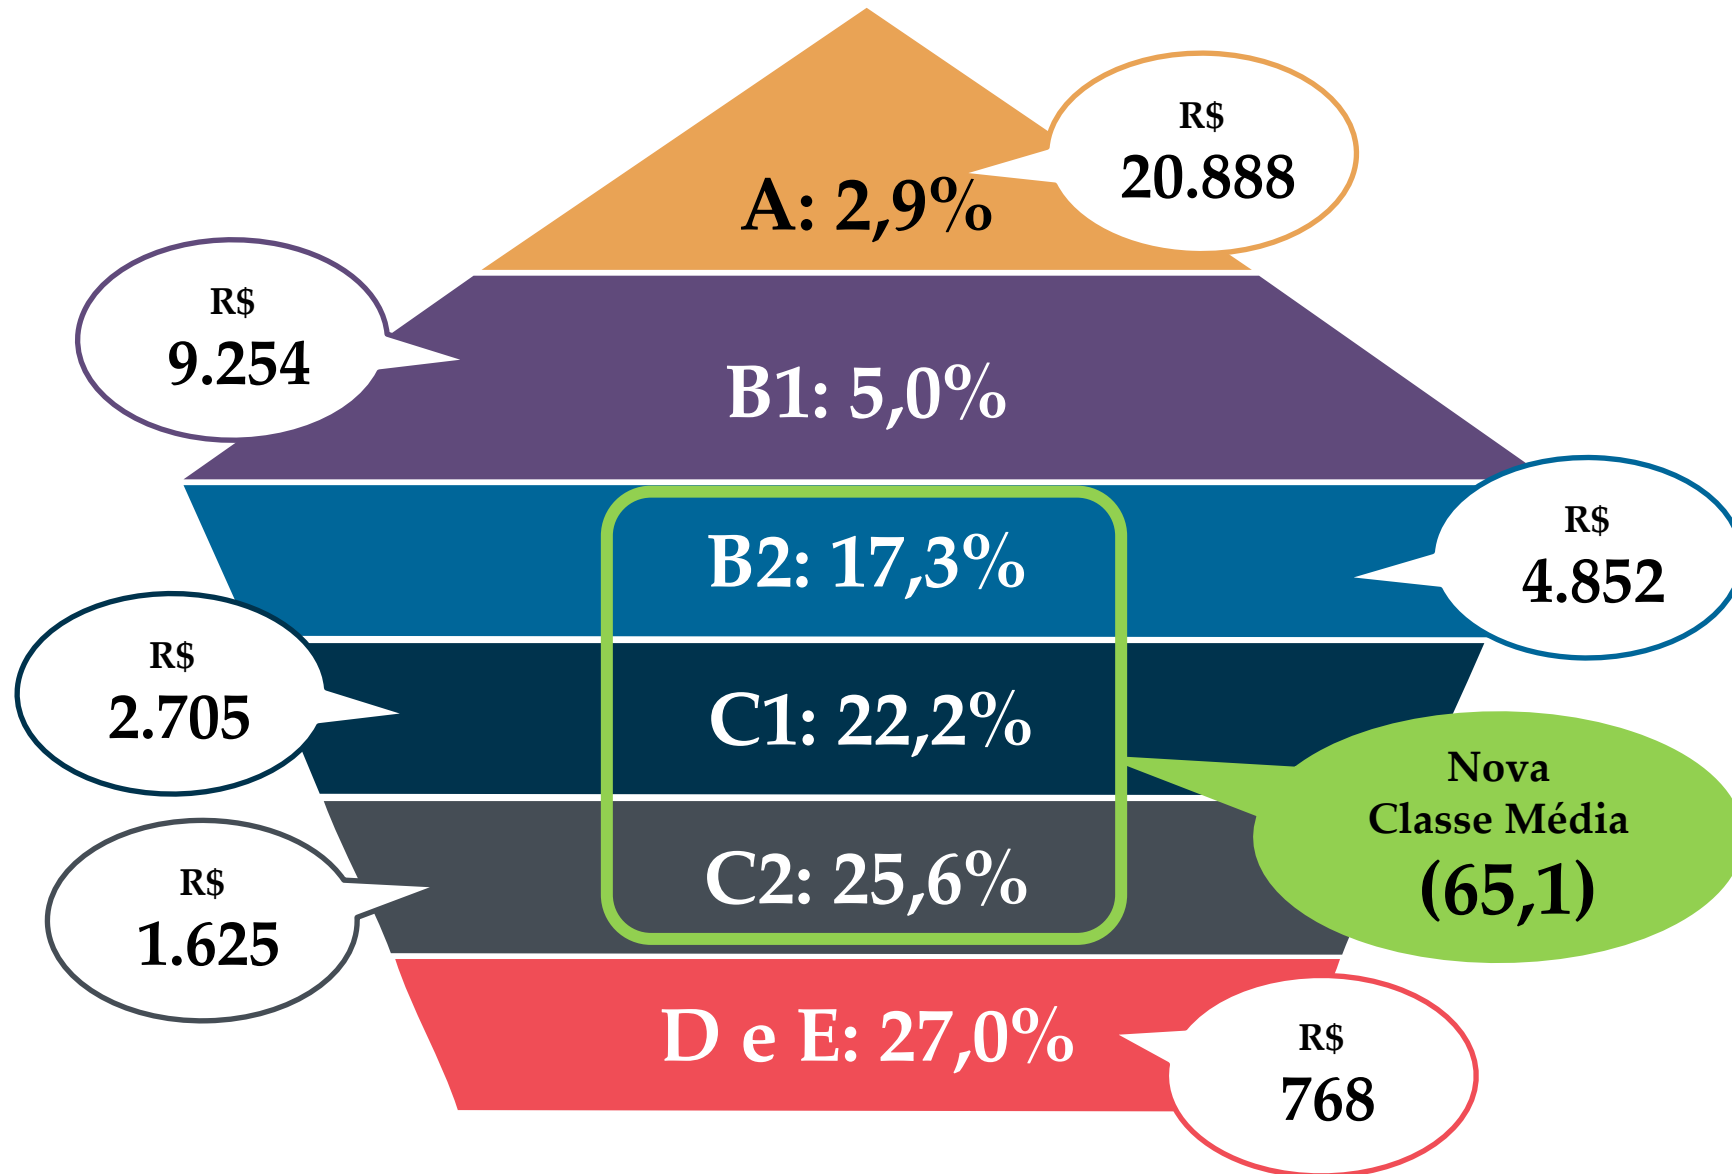 R$
20.888
A: 2,9%
R$
9.254
B1: 5,0%
B2: 17,3%
R$
4.852
R$
2.705
C1: 22,2%
Nova
Classe Média
(65,1)
C2: 25,6%
R$
1.625
D e E: 27,0%
R$
768